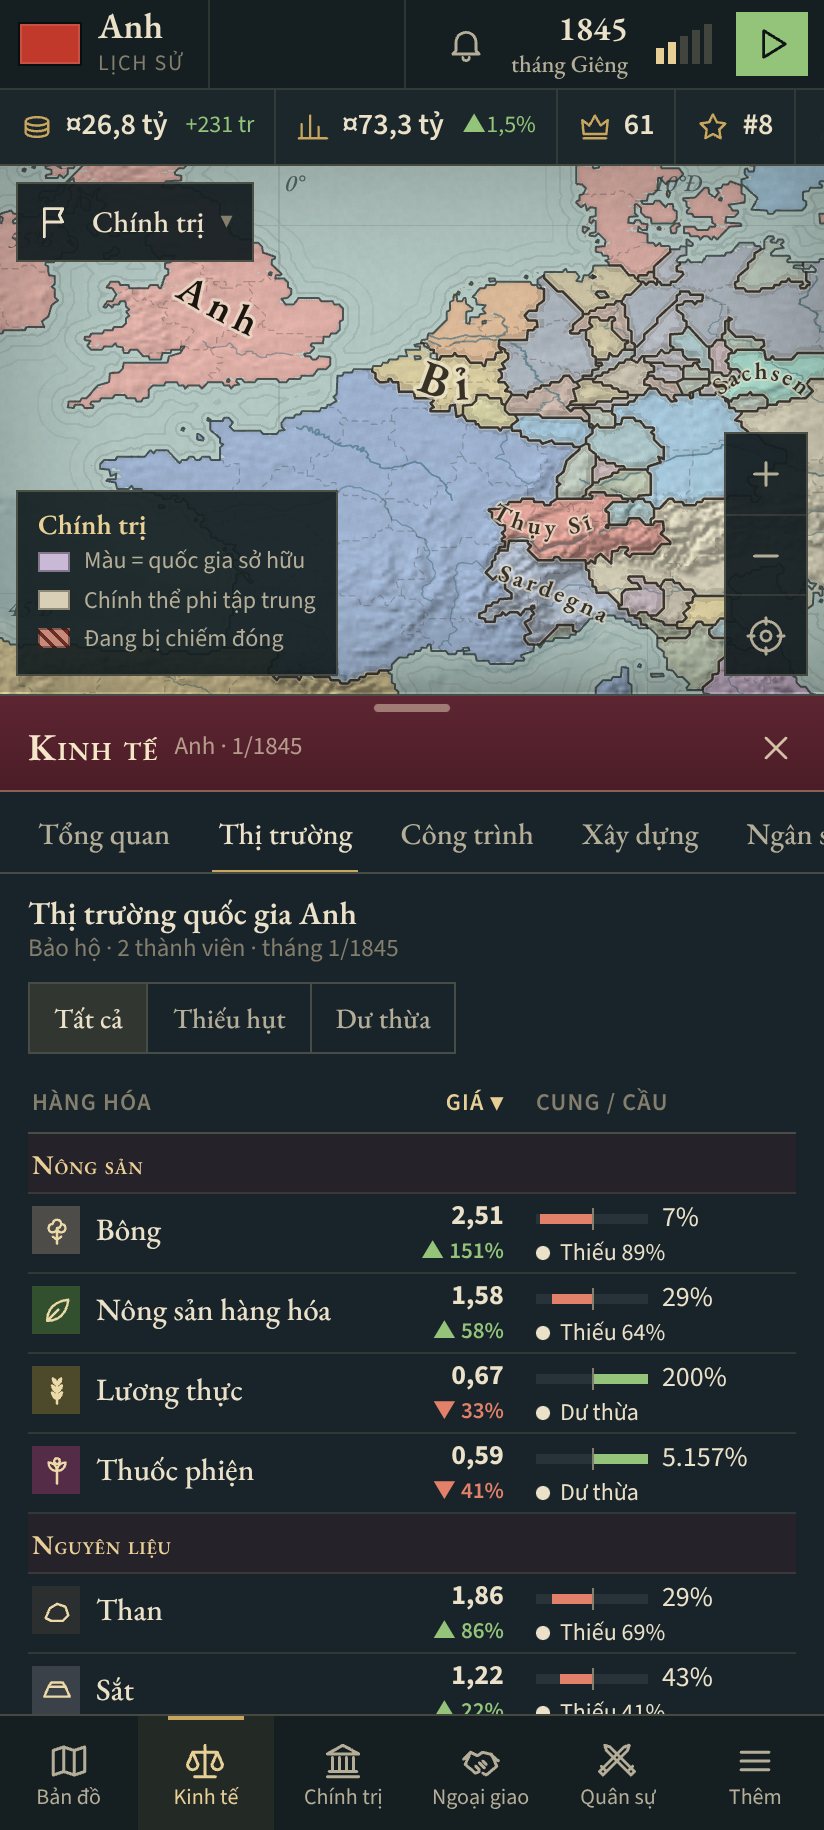 Anh
LỊCH SỬ
1845
tháng Giêng
¤26,8 tỷ +231 tr
¤73,3 tỷ ▲1,5%
61
#8
0°
10°Đ
Chính trị ▼
Anh
Bỉ
Sachsen
Thụy Sĩ
Sardegna
Chính trị
Màu = quốc gia sở hữu
Chính thể phi tập trung
Đang bị chiếm đóng
Kinh tế Anh · 1/1845
Tổng quan Thị trường Công trình Xây dựng Ngân
Thị trường quốc gia Anh
Bảo hộ · 2 thành viên · tháng 1/1845
Tất cả Thiếu hụt Dư thừa
HÀNG HÓA GIÁ ▼ CUNG / CẦU
Nông sản
Bông 2,51 7%
▲ 151% Thiếu 89%
Nông sản hàng hóa 1,58 29%
▲ 58% Thiếu 64%
Lương thực 0,67 200%
▼ 33% Dư thừa
Thuốc phiện 0,59 5.157%
▼ 41% Dư thừa
Nguyên liệu
Than 1,86 29%
▲ 86% Thiếu 69%
Sắt 1,22 43%
▲ 22% Thiếu 41%
Bản đồ Kinh tế Chính trị Ngoại giao Quân sự Thêm